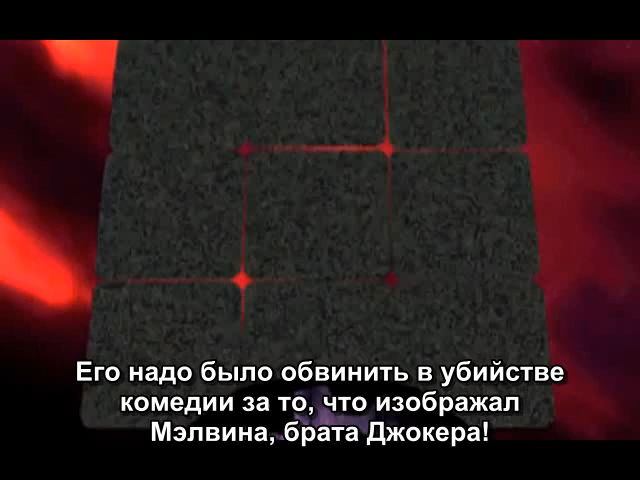 Его надо было обвинить в убийстве
комедии за то, что изображал
Мэлвина, брата Джокера!